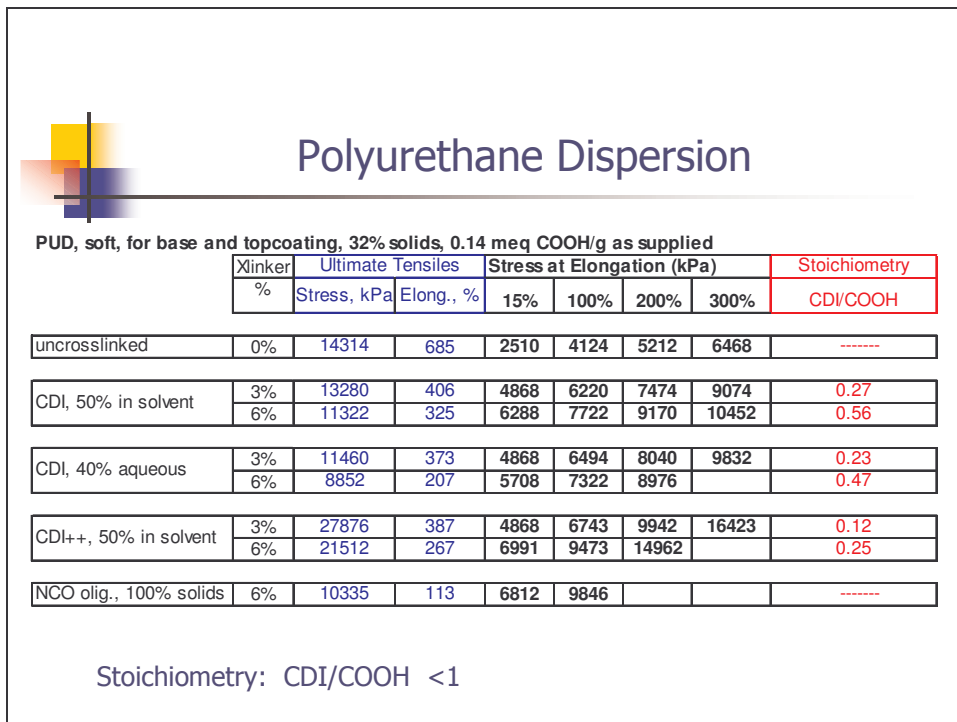 Polyurethane Dispersion
PUD, soft, for base and topcoating, 32% solids, 0.14 meq COOH/g as supplied
Xlinker Ultimate Tensiles Stress at Elongation (kPa) Stoichiometry
% Stress, kPa Elong., % 15% 100% 200% 300% CDI/COOH
uncrosslinked 0% 14314 685 2510 4124 5212 6468 -------
CDI, 50% in solvent 3% 13280 406 4868 6220 7474 9074 0.27
6% 11322 325 6288 7722 9170 10452 0.56
CDI, 40% aqueous 3% 11460 373 4868 6494 8040 9832 0.23
6% 8852 207 5708 7322 8976 0.47
CDI++, 50% in solvent 3% 27876 387 4868 6743 9942 16423 0.12
6% 21512 267 6991 9473 14962 0.25
NCO olig., 100% solids 6% 10335 113 6812 9846 -------
Stoichiometry: CDI/COOH <1